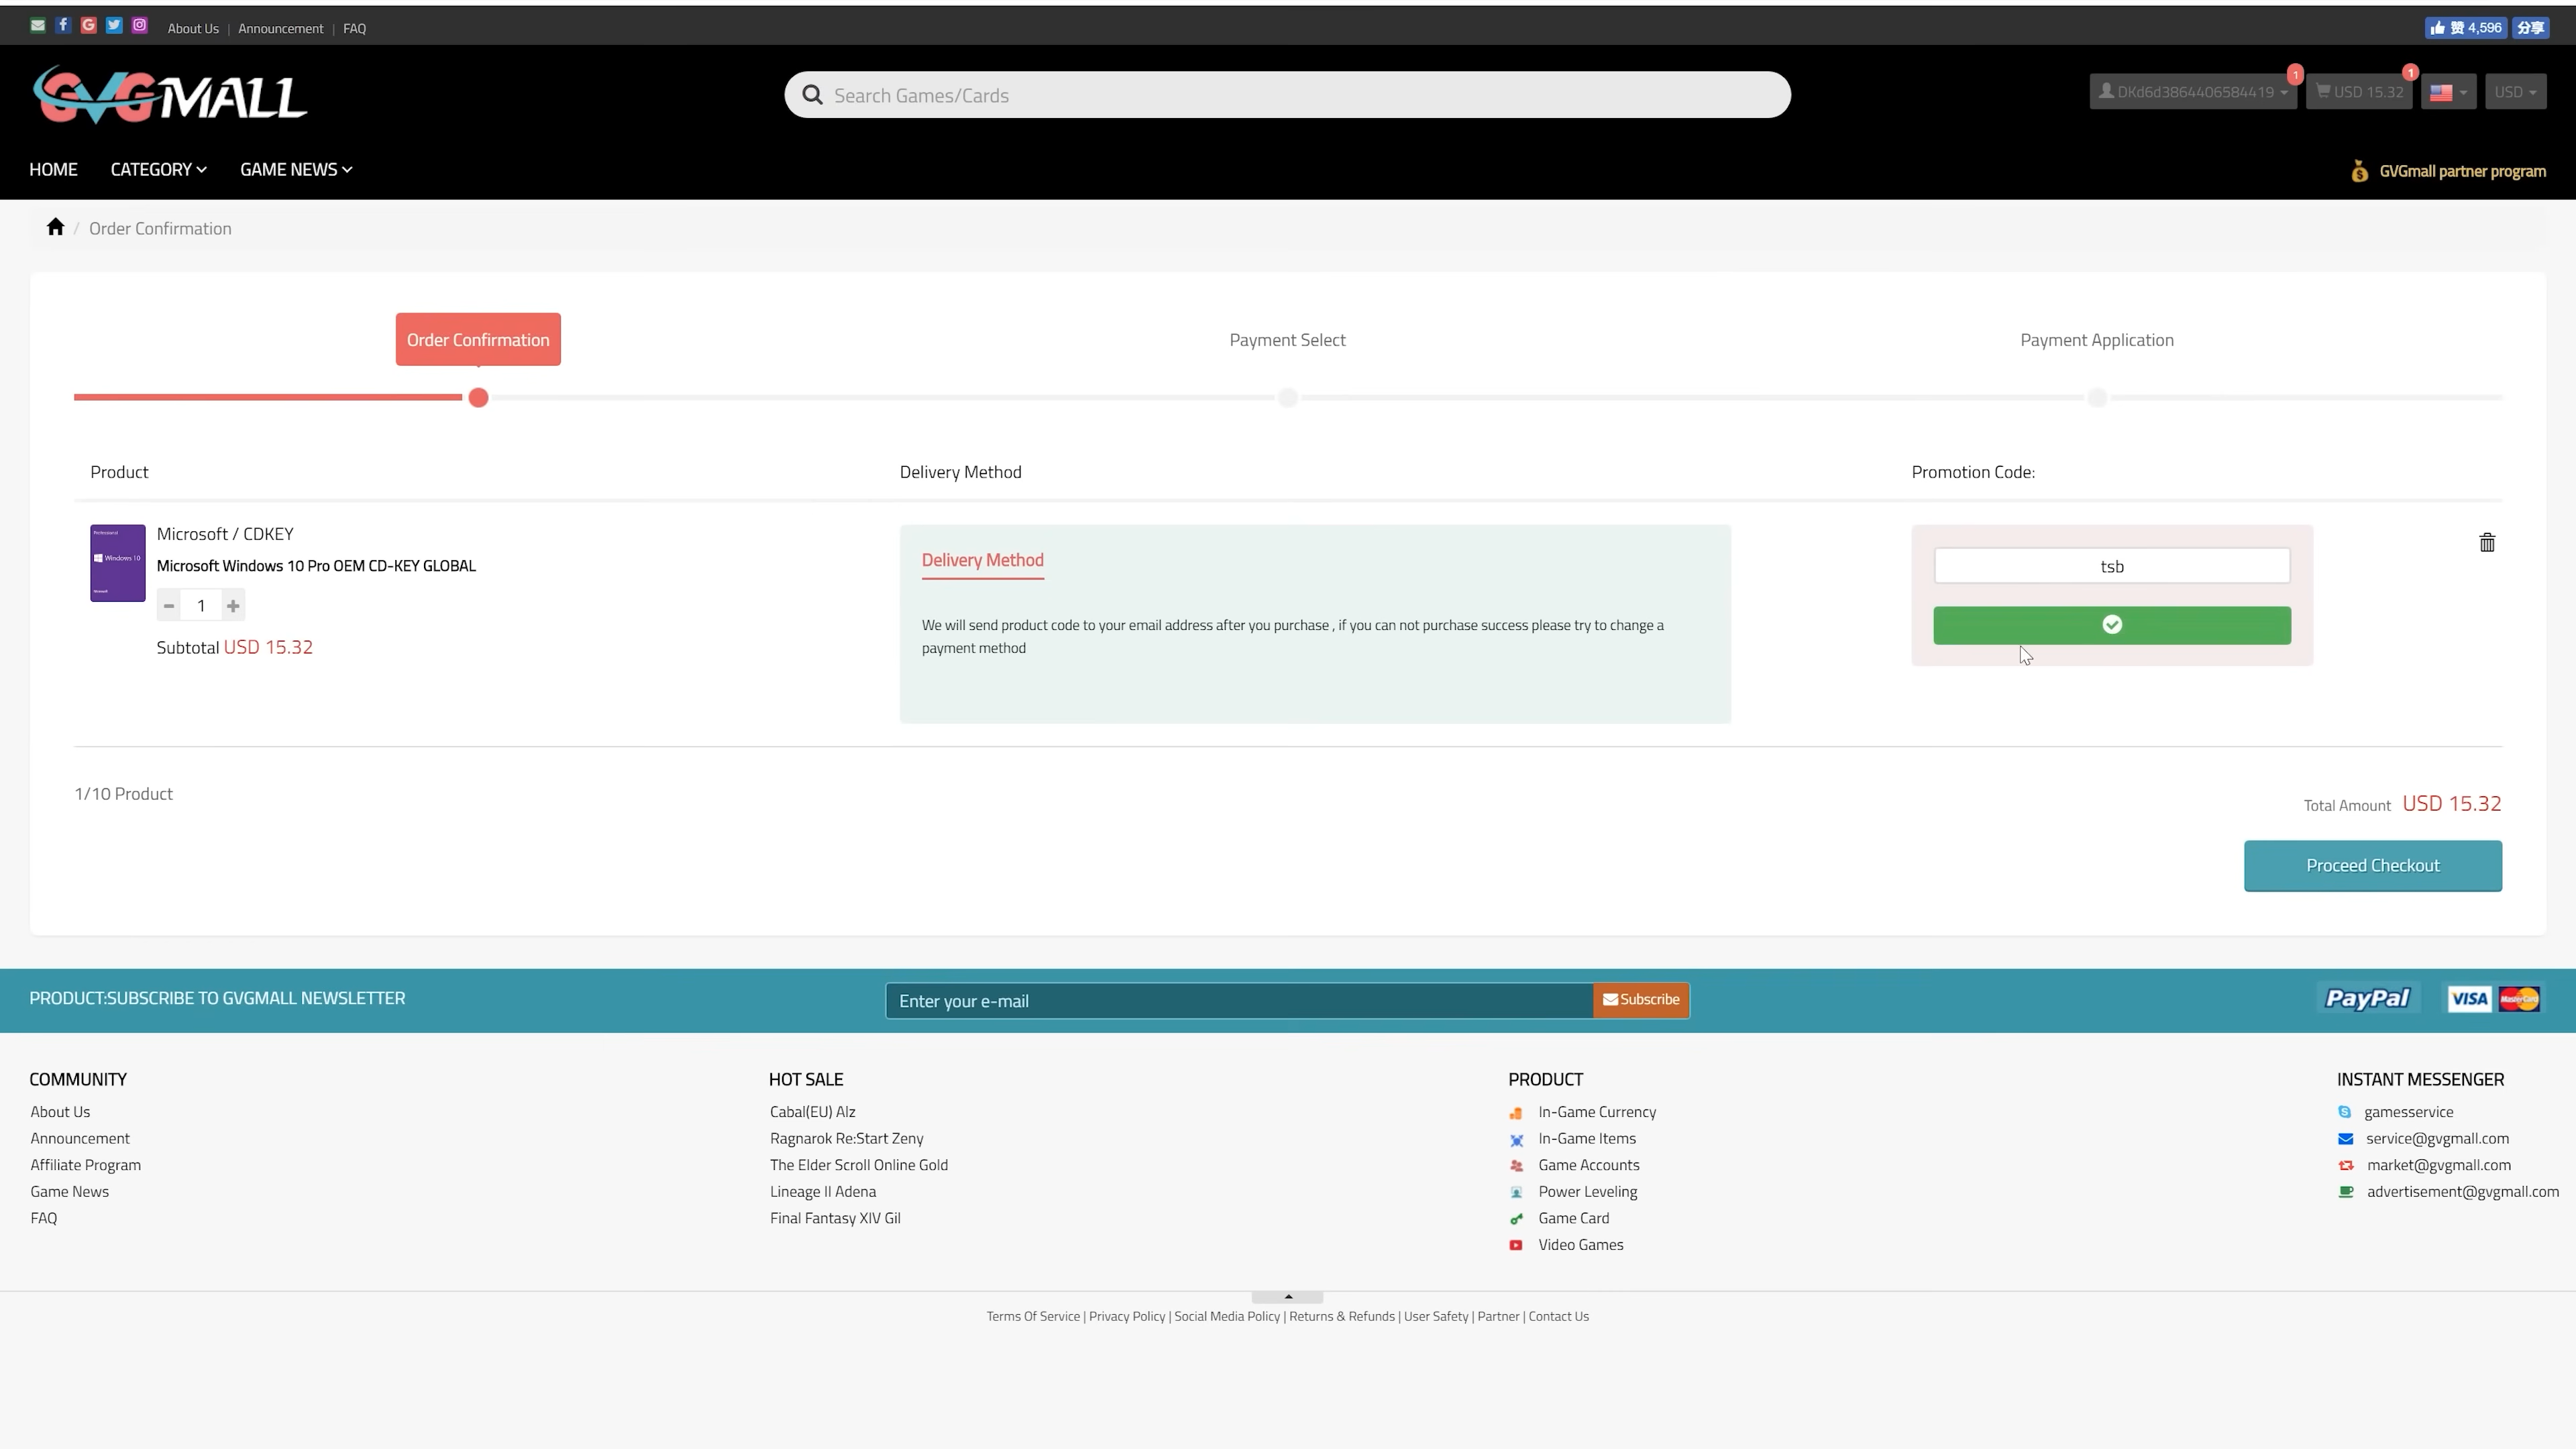 About Us | Announcement | FAQ
赞 4,596 分享
GVGMALL
Search Games/Cards
DKd6d3864406584419 1
USD 15.32 1
USD
HOME CATEGORY GAME NEWS
GVGmall partner program
/ Order Confirmation
Order Confirmation
Payment Select
Payment Application
Product
Delivery Method
Promotion Code:
Windows 10
Microsoft / CDKEY
Microsoft Windows 10 Pro OEM CD-KEY GLOBAL
- 1 +
Subtotal USD 15.32
Delivery Method
We will send product code to your email address after you purchase , if you can not purchase success please try to change a
payment method
tsb
1/10 Product
Total Amount USD 15.32
Proceed Checkout
PRODUCT:SUBSCRIBE TO GVGMALL NEWSLETTER
Enter your e-mail
Subscribe
PayPal VISA MasterCard
COMMUNITY
About Us
Announcement
Affiliate Program
Game News
FAQ
HOT SALE
Cabal(EU) Alz
Ragnarok Re:Start Zeny
The Elder Scroll Online Gold
Lineage II Adena
Final Fantasy XIV Gil
PRODUCT
In-Game Currency
In-Game Items
Game Accounts
Power Leveling
Game Card
Video Games
INSTANT MESSENGER
gamesservice
service@gvgmall.com
market@gvgmall.com
advertisement@gvgmall.com
Terms Of Service | Privacy Policy | Social Media Policy | Returns & Refunds | User Safety | Partner | Contact Us